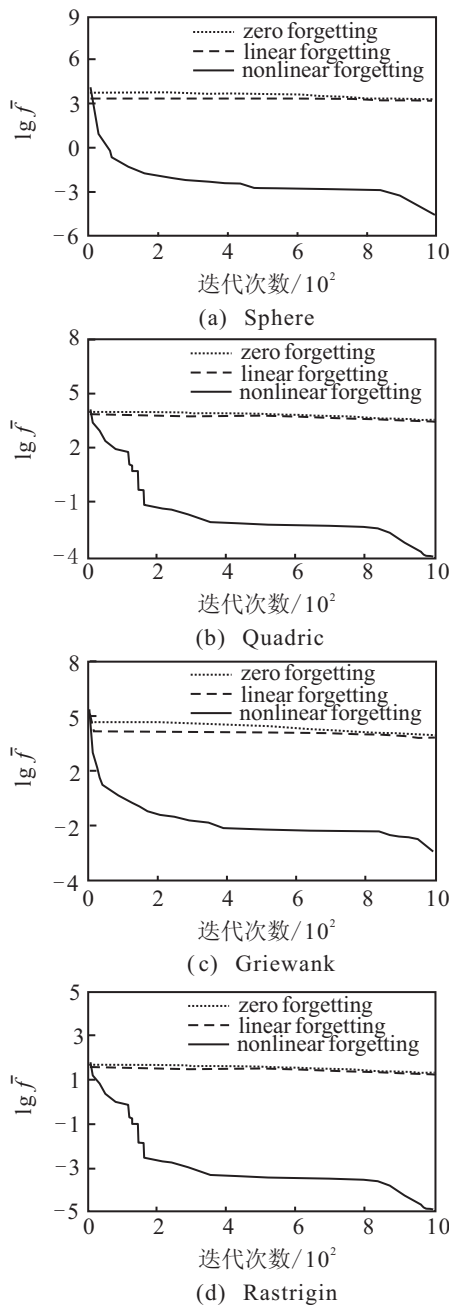 9
6
3
0
−3
−6
lg f̄
zero forgetting
linear forgetting
nonlinear forgetting
0 2 4 6 8 10
迭代次数/10²
(a) Sphere
8
5
2
−1
−4
lg f̄
zero forgetting
linear forgetting
nonlinear forgetting
0 2 4 6 8 10
迭代次数/10²
(b) Quadric
8
5
2
−2
−4
lg f̄
zero forgetting
linear forgetting
nonlinear forgetting
0 2 4 6 8 10
迭代次数/10²
(c) Griewank
5
3
1
−1
−3
−5
lg f̄
zero forgetting
linear forgetting
nonlinear forgetting
0 2 4 6 8 10
迭代次数/10²
(d) Rastrigin